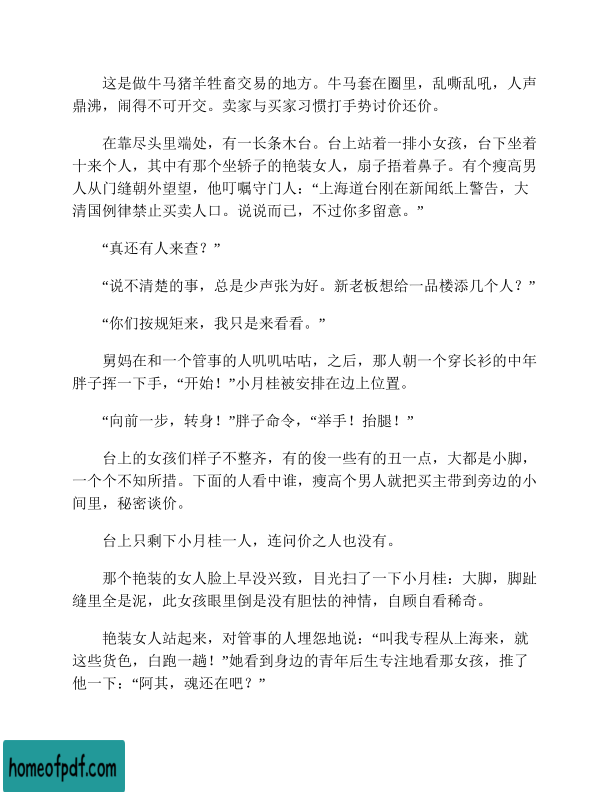 这是做牛马猪羊牲畜交易的地方。牛马套在圈里，乱嘶乱吼，人声
鼎沸，闹得不可开交。卖家与买家习惯打手势讨价还价。
在靠尽头里端处，有一长条木台。台上站着一排小女孩，台下坐着
十来个人，其中有那个坐轿子的艳装女人，扇子捂着鼻子。有个瘦高男
人从门缝朝外望望，他叮嘱守门人：“上海道台刚在新闻纸上警告，大
清国例律禁止买卖人口。说说而已，不过你多留意。”
“真还有人来查？”
“说不清楚的事，总是少声张为好。新老板想给一品楼添几个人？”
“你们按规矩来，我只是来看看。”
舅妈在和一个管事的人叽叽咕咕，之后，那人朝一个穿长衫的中年
胖子挥一下手，“开始！”小月桂被安排在边上位置。
“向前一步，转身！”胖子命令，“举手！抬腿！”
台上的女孩们样子不整齐，有的俊一些有的丑一点，大都是小脚，
一个个不知所措。下面的人看中谁，瘦高个男人就把买主带到旁边的小
间里，秘密谈价。
台上只剩下小月桂一人，连问价之人也没有。
那个艳装的女人脸上早没兴致，目光扫了一下小月桂：大脚，脚趾
缝里全是泥，此女孩眼里倒是没有胆怯的神情，自顾自看稀奇。
艳装女人站起来，对管事的人埋怨地说：“叫我专程从上海来，就
这些货色，白跑一趟！”她看到身边的青年后生专注地看那女孩，推了
他一下：“阿其，魂还在吧？”
homeofpdf.com